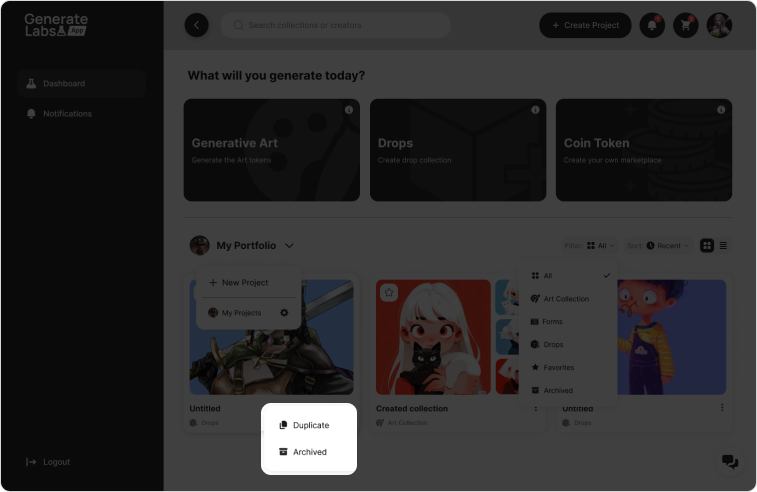 Generate
Labs App
Search collections or creators
+ Create Project
Dashboard
Notifications
What will you generate today?
Generative Art
Generate the Art tokens
Drops
Create drop collection
Coin Token
Create your own marketplace
My Portfolio
Filter: All
Sort: Recent
+ New Project
My Projects
All
Art Collection
Forms
Drops
Favorites
Archived
Untitled
Drops
Created collection
Art Collection
Untitled
Drops
Duplicate
Archived
Logout